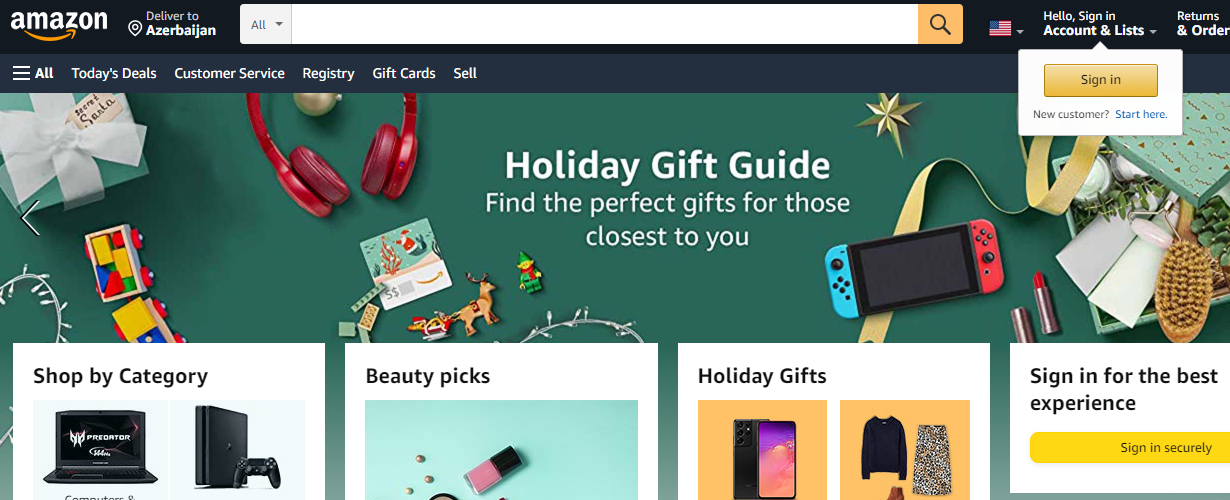 amazon
Deliver to
Azerbaijan
All
Hello, Sign in
Account & Lists
Returns
& Order
All
Today's Deals
Customer Service
Registry
Gift Cards
Sell
Sign in
New customer? Start here.
Secret
Santa
Holiday Gift Guide
Find the perfect gifts for those
closest to you
S$
Shop by Category
Beauty picks
Holiday Gifts
Sign in for the best
experience
PREDATOR
144Hz
Sign in securely
Computers &